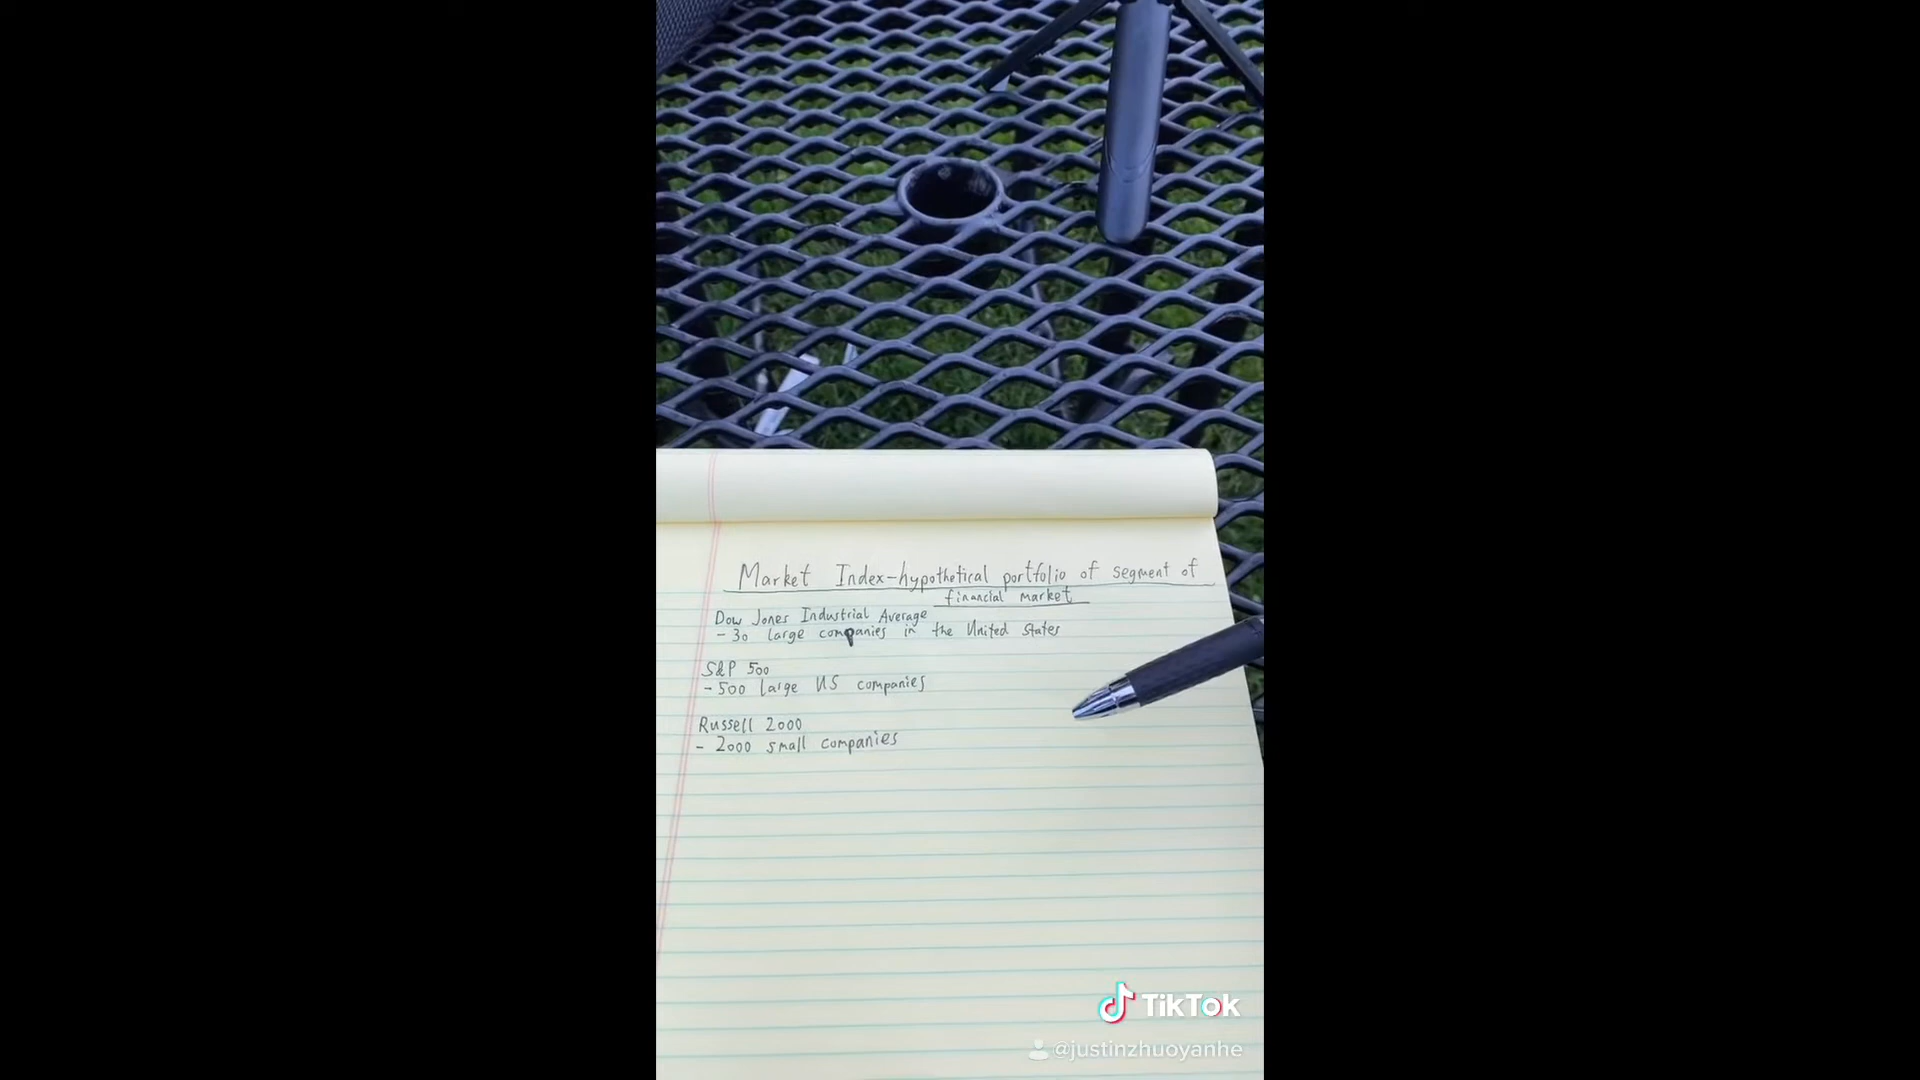 Market Index-hypothetical portfolio of segment of
financial market
Dow Jones Industrial Average
- 30 large companies in the United States
S&P 500
- 500 large US companies
Russell 2000
- 2000 small companies
TikTok
@justinzhuoyanhe